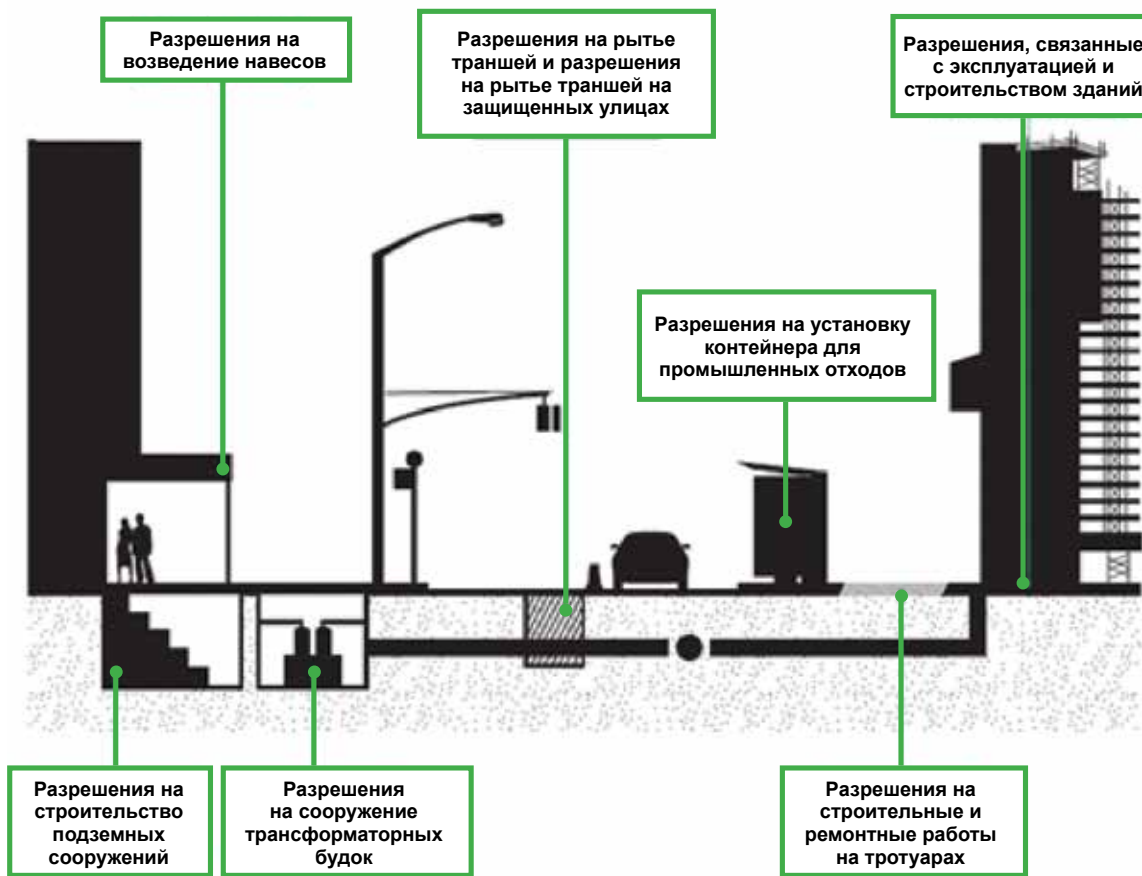 Разрешения на
возведение навесов
Разрешения на рытье
траншей и разрешения
на рытье траншей на
защищенных улицах
Разрешения, связанные
с эксплуатацией и
строительством зданий
Разрешения на установку
контейнера для
промышленных отходов
Разрешения на
строительство
подземных
сооружений
Разрешения
на сооружение
трансформаторных
будок
Разрешения на
строительные и
ремонтные работы
на тротуарах